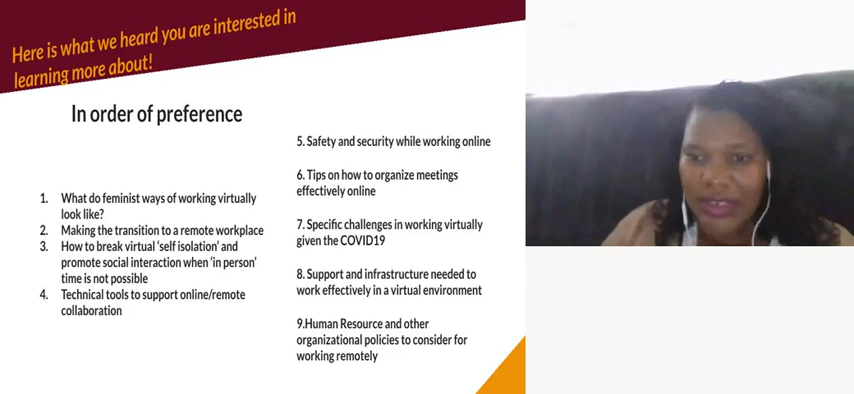 Here is what we heard you are interested in
learning more about!
In order of preference
1. What do feminist ways of working virtually
look like?
2. Making the transition to a remote workplace
3. How to break virtual ‘self isolation’ and
promote social interaction when ‘in person’
time is not possible
4. Technical tools to support online/remote
collaboration
5. Safety and security while working online
6. Tips on how to organize meetings
effectively online
7. Specific challenges in working virtually
given the COVID19
8. Support and infrastructure needed to
work effectively in a virtual environment
9.Human Resource and other
organizational policies to consider for
working remotely